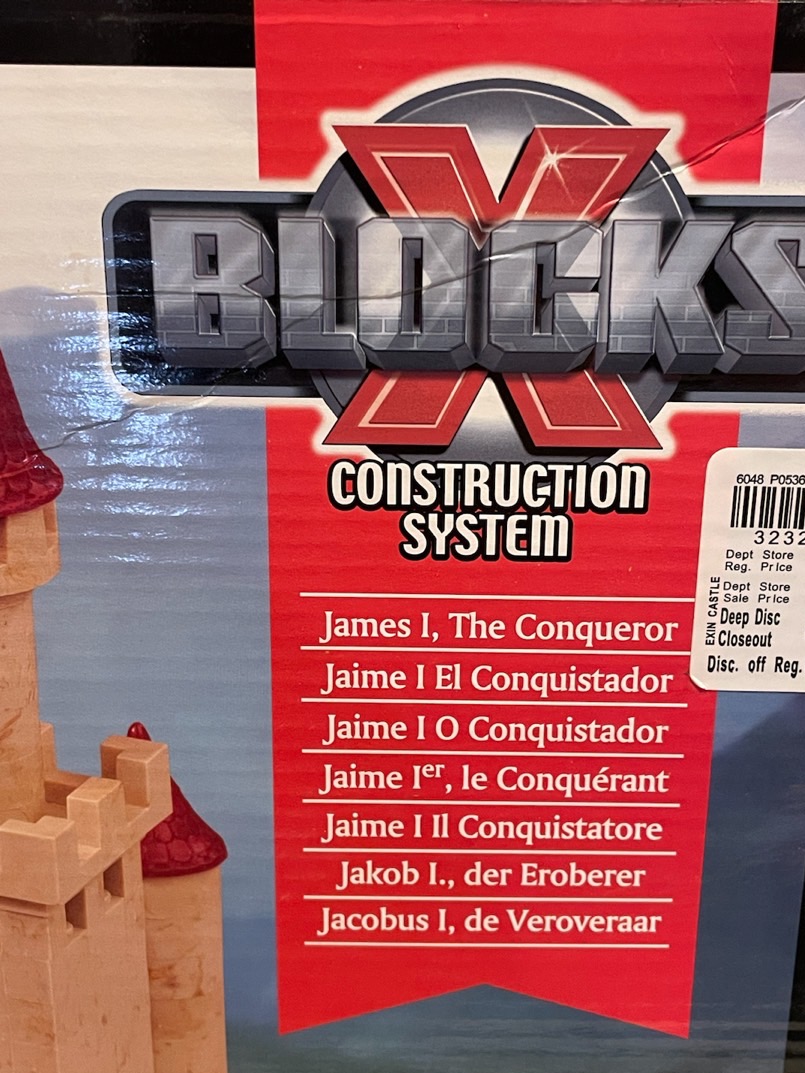 X
BLOCKS
CONSTRUCTION
SYSTEM
James I, The Conqueror
Jaime I El Conquistador
Jaime I O Conquistador
Jaime Iᵉʳ, le Conquérant
Jaime I Il Conquistatore
Jakob I., der Eroberer
Jacobus I, de Veroveraar
6048 P0536
3232
Dept Store
Reg. Price
Dept Store
Sale Price
EXIN CASTLE
Deep Disc
Closeout
Disc. off Reg.